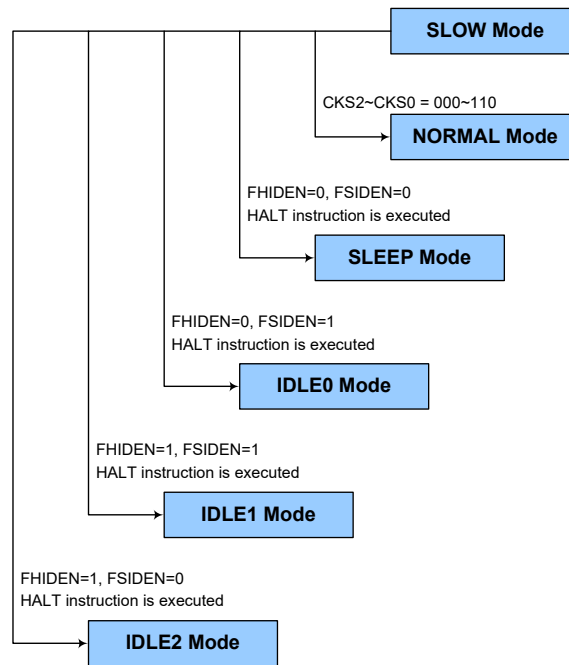 SLOW Mode
CKS2~CKS0 = 000~110
NORMAL Mode
FHIDEN=0, FSIDEN=0
HALT instruction is executed
SLEEP Mode
FHIDEN=0, FSIDEN=1
HALT instruction is executed
IDLE0 Mode
FHIDEN=1, FSIDEN=1
HALT instruction is executed
IDLE1 Mode
FHIDEN=1, FSIDEN=0
HALT instruction is executed
IDLE2 Mode